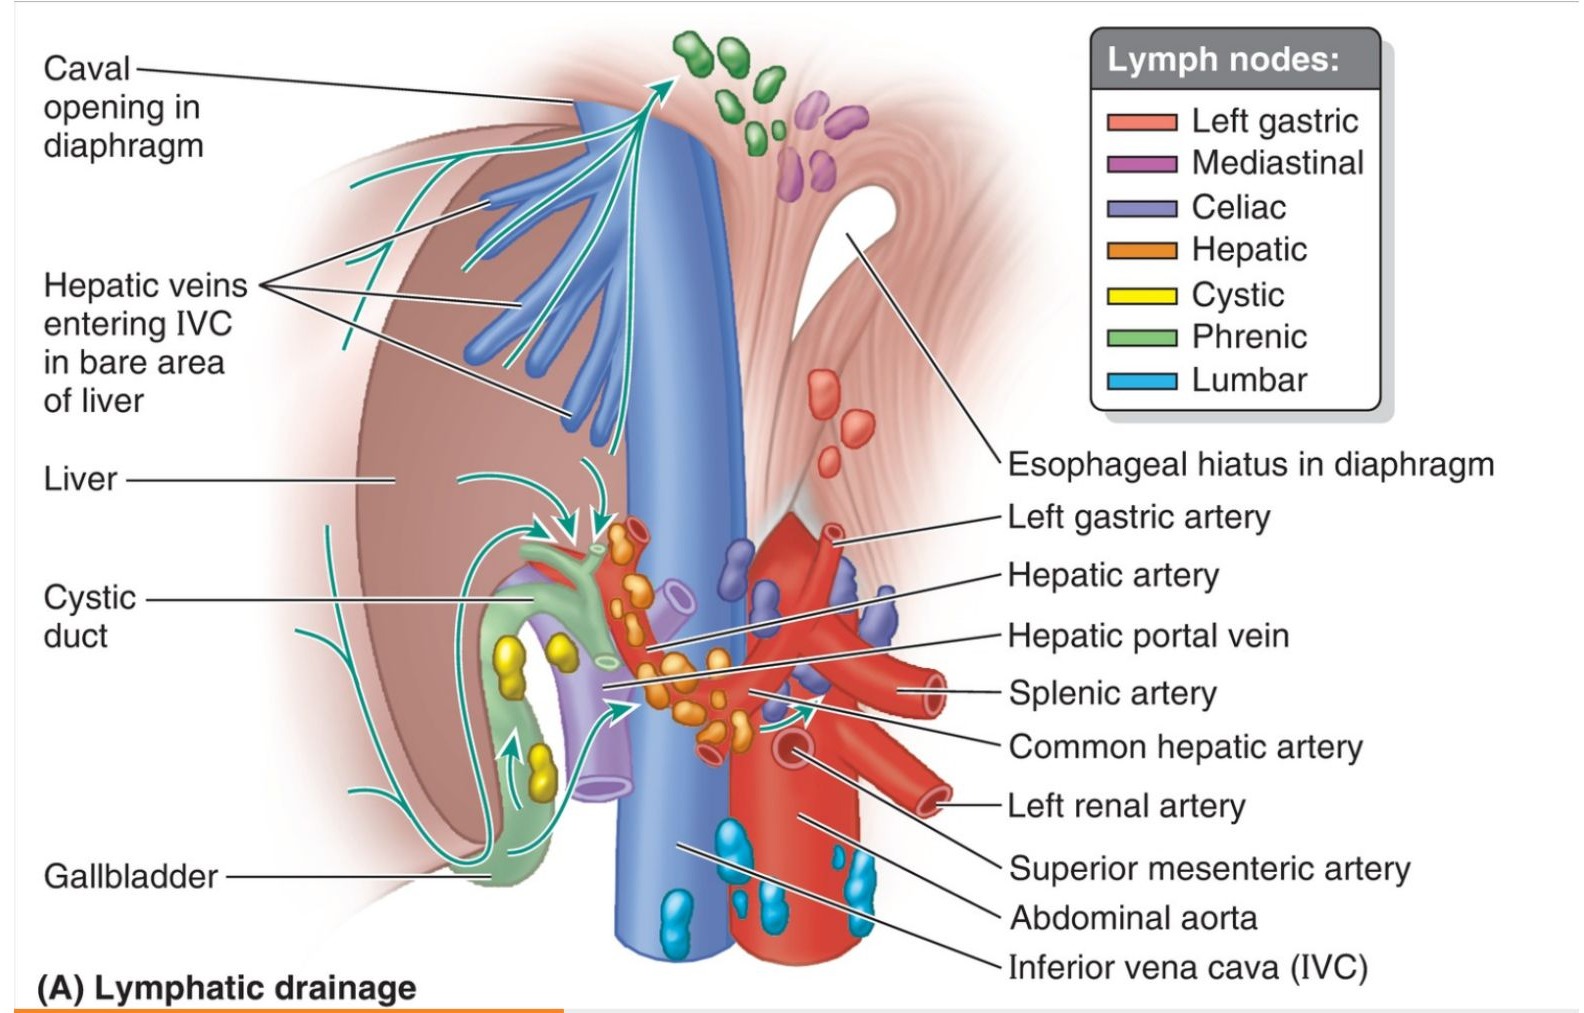 Caval
opening in
diaphragm
Hepatic veins
entering IVC
in bare area
of liver
Liver
Cystic
duct
Gallbladder
(A) Lymphatic drainage
Lymph nodes:
Left gastric
Mediastinal
Celiac
Hepatic
Cystic
Phrenic
Lumbar
Esophageal hiatus in diaphragm
Left gastric artery
Hepatic artery
Hepatic portal vein
Splenic artery
Common hepatic artery
Left renal artery
Superior mesenteric artery
Abdominal aorta
Inferior vena cava (IVC)